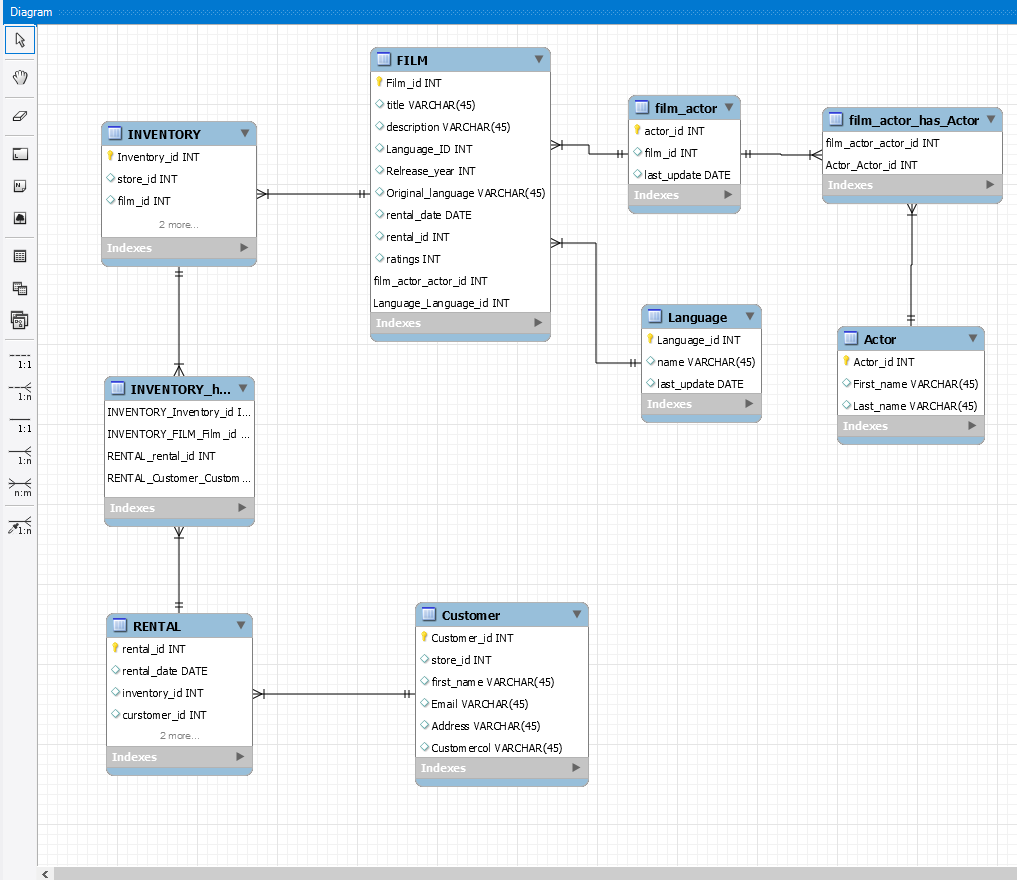 Diagram
1:1
1:n
1:1
1:n
n:m
1:n
FILM
Film_id INT
title VARCHAR(45)
description VARCHAR(45)
Language_ID INT
Relrease_year INT
Original_language VARCHAR(45)
rental_date DATE
rental_id INT
ratings INT
film_actor_actor_id INT
Language_Language_id INT
Indexes
INVENTORY
Inventory_id INT
store_id INT
film_id INT
2 more...
Indexes
film_actor
actor_id INT
film_id INT
last_update DATE
Indexes
film_actor_has_Actor
film_actor_actor_id INT
Actor_Actor_id INT
Indexes
Language
Language_id INT
name VARCHAR(45)
last_update DATE
Indexes
Actor
Actor_id INT
First_name VARCHAR(45)
Last_name VARCHAR(45)
Indexes
INVENTORY_h...
INVENTORY_Inventory_id I...
INVENTORY_FILM_Film_id ...
RENTAL_rental_id INT
RENTAL_Customer_Custom ...
Indexes
RENTAL
rental_id INT
rental_date DATE
inventory_id INT
curstomer_id INT
2 more...
Indexes
Customer
Customer_id INT
store_id INT
first_name VARCHAR(45)
Email VARCHAR(45)
Address VARCHAR(45)
Customercol VARCHAR(45)
Indexes